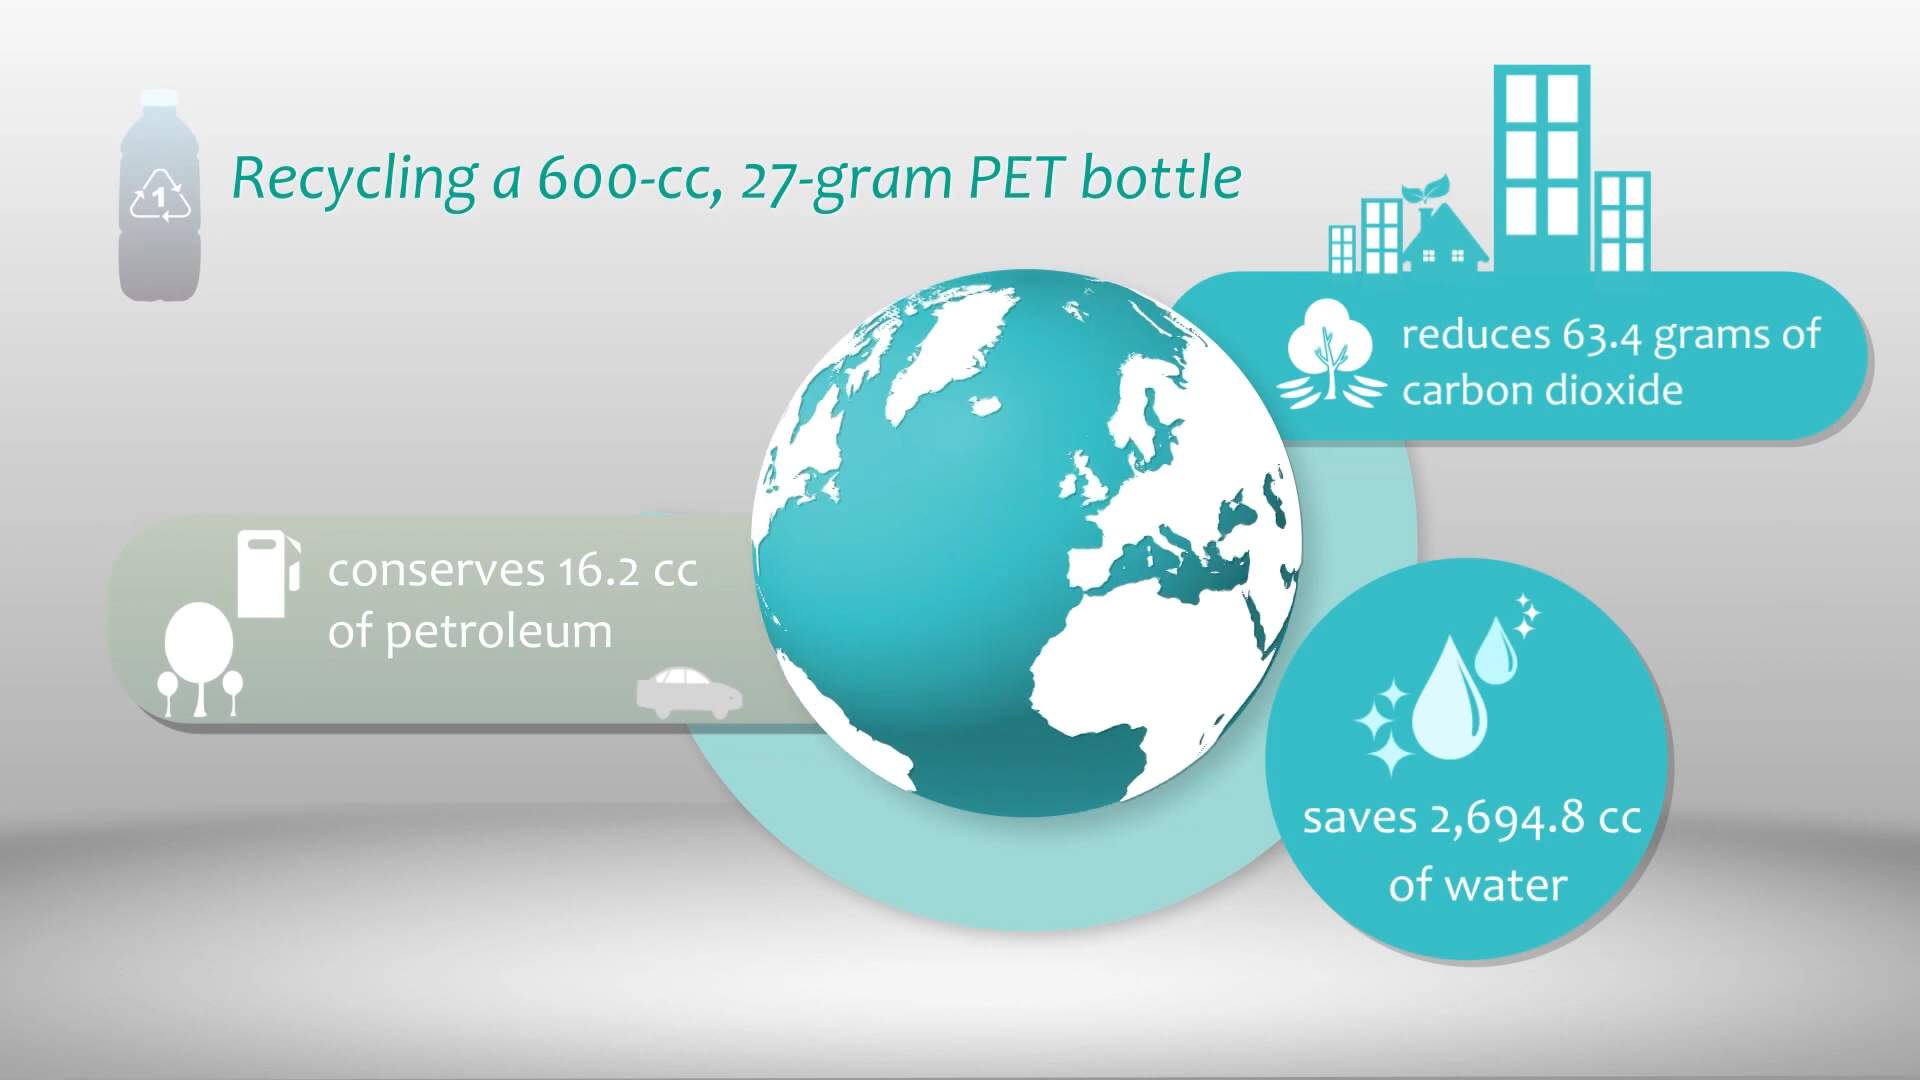 1
Recycling a 600-cc, 27-gram PET bottle
reduces 63.4 grams of
carbon dioxide
conserves 16.2 cc
of petroleum
saves 2,694.8 cc
of water